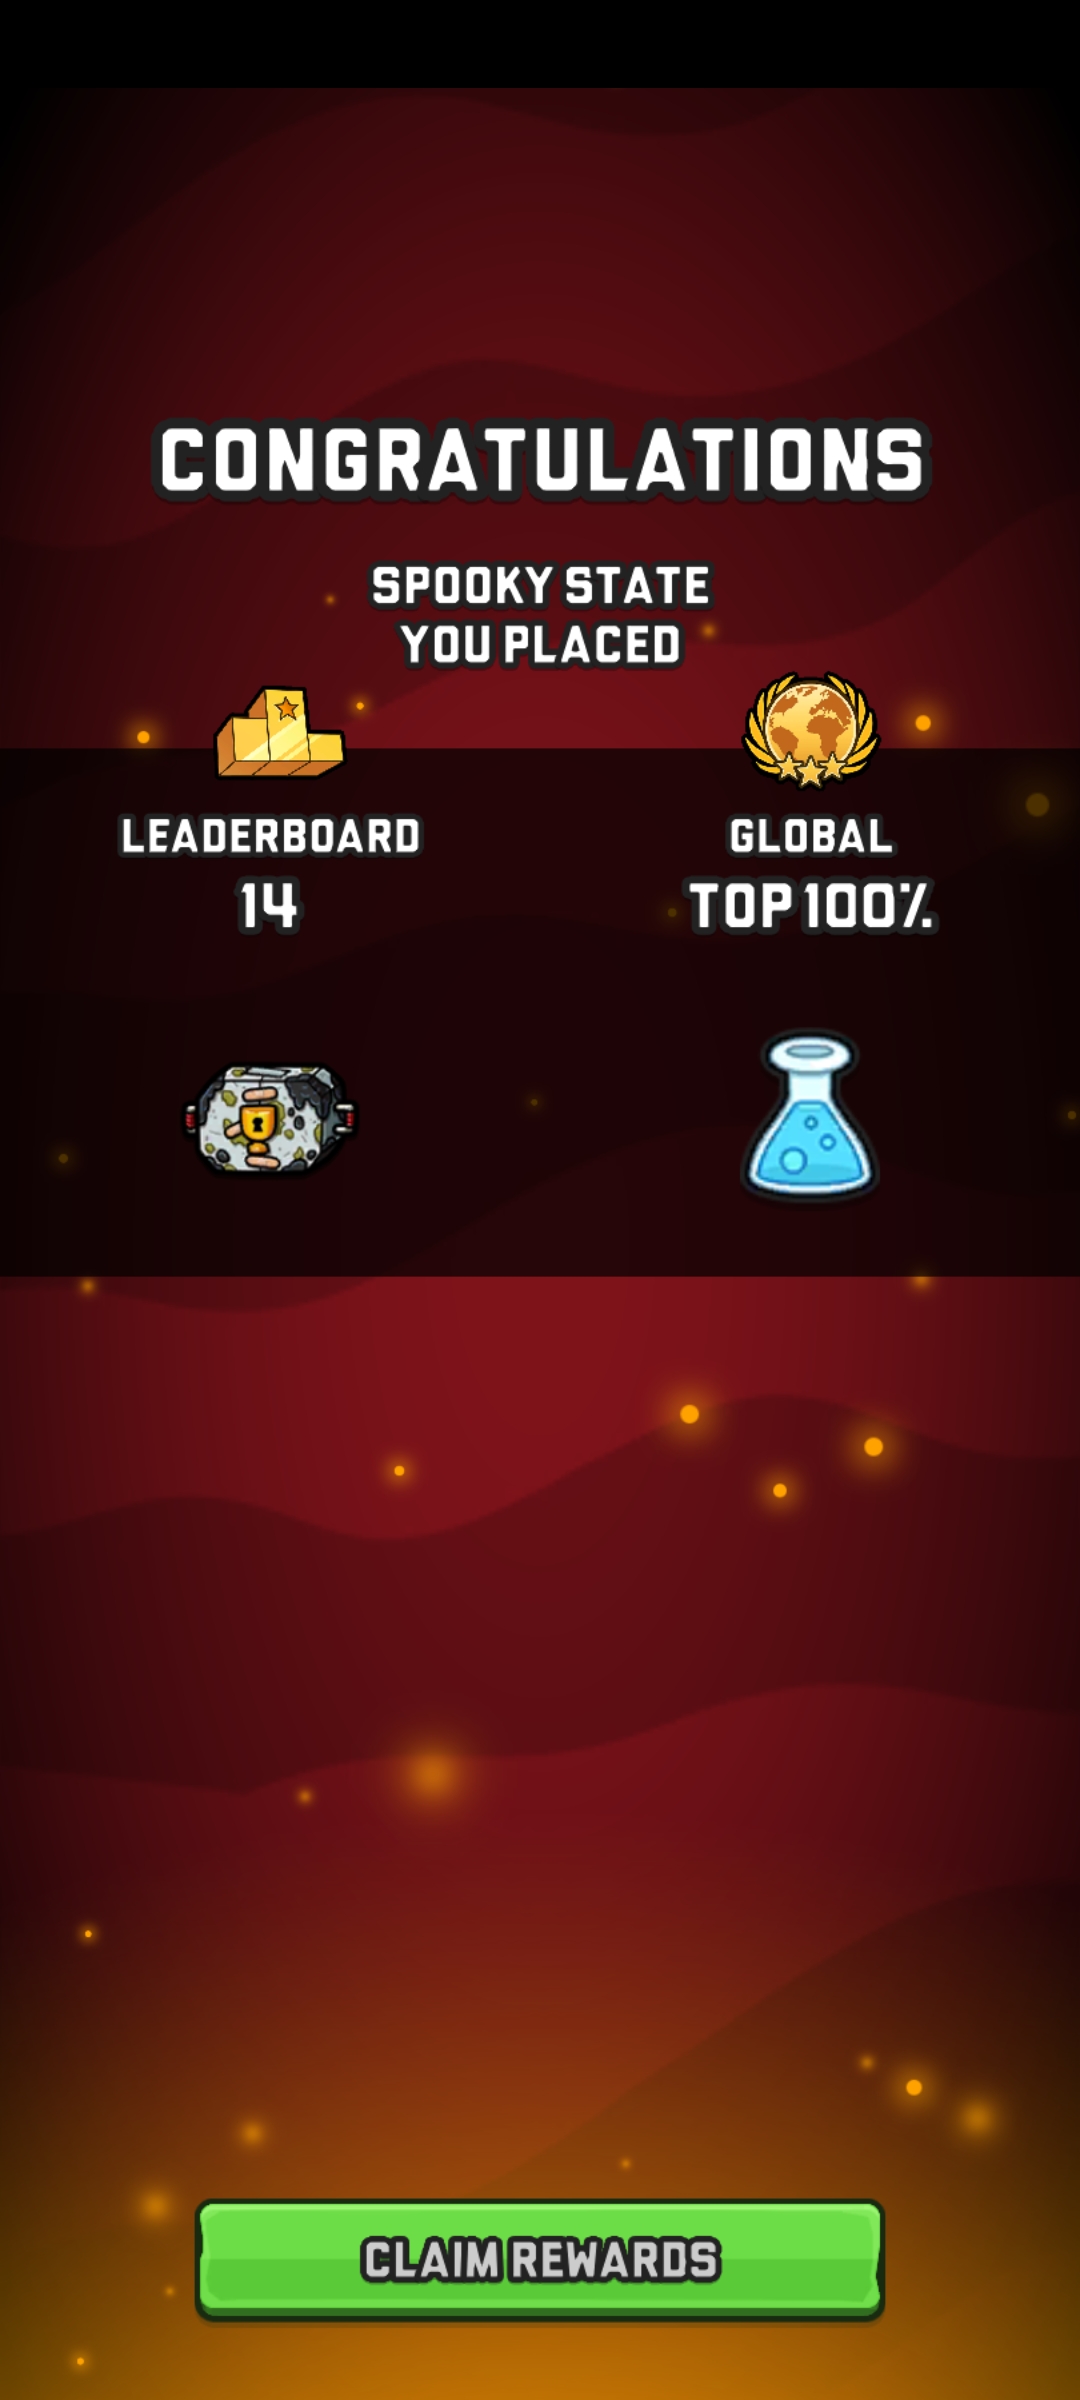 CONGRATULATIONS
SPOOKY STATE
YOU PLACED
LEADERBOARD
14
GLOBAL
TOP 100%
CLAIM REWARDS